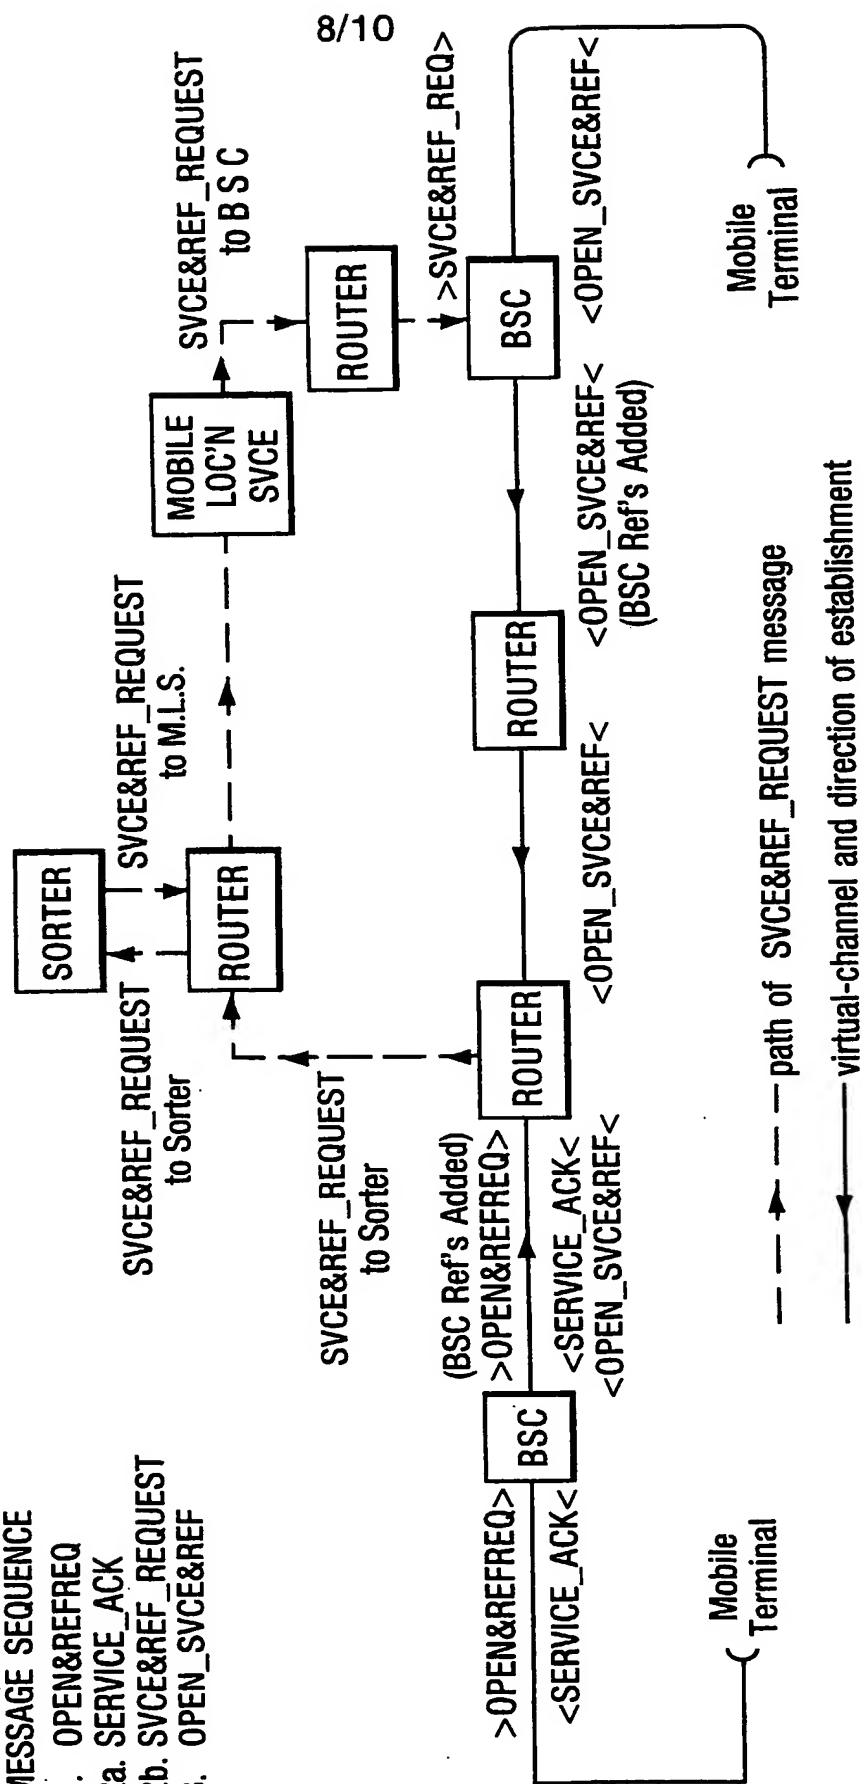 8/10
MESSAGE SEQUENCE
OPEN&REFREQ
a. SERVICE_ACK
b. SVCE&REF_REQUEST
OPEN_SVCE&REF
SORTER
SVCE&REF_REQUEST
to Sorter
SVCE&REF_REQUEST
to M.L.S.
ROUTER
MOBILE
LOC'N
SVCE
SVCE&REF_REQUEST
to B S C
ROUTER
>SVCE&REF_REQ>
SVCE&REF_REQUEST
to Sorter
>OPEN&REFREQ>
<SERVICE_ACK<
BSC
(BSC Ref's Added)
>OPEN&REFREQ>
<SERVICE_ACK<
<OPEN_SVCE&REF<
ROUTER
<OPEN_SVCE&REF<
ROUTER
<OPEN_SVCE&REF<
(BSC Ref's Added)
BSC
<OPEN_SVCE&REF<
Mobile
Terminal
Mobile
Terminal
path of SVCE&REF_REQUEST message
virtual-channel and direction of establishment